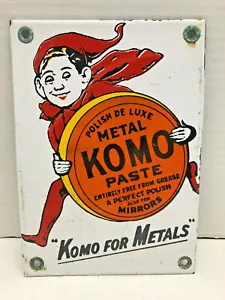 POLISH DE LUXE
METAL
KOMO
PASTE
ENTIRELY FREE FROM GREASE
A PERFECT POLISH
ALSO FOR
MIRRORS
"KOMO FOR METALS"